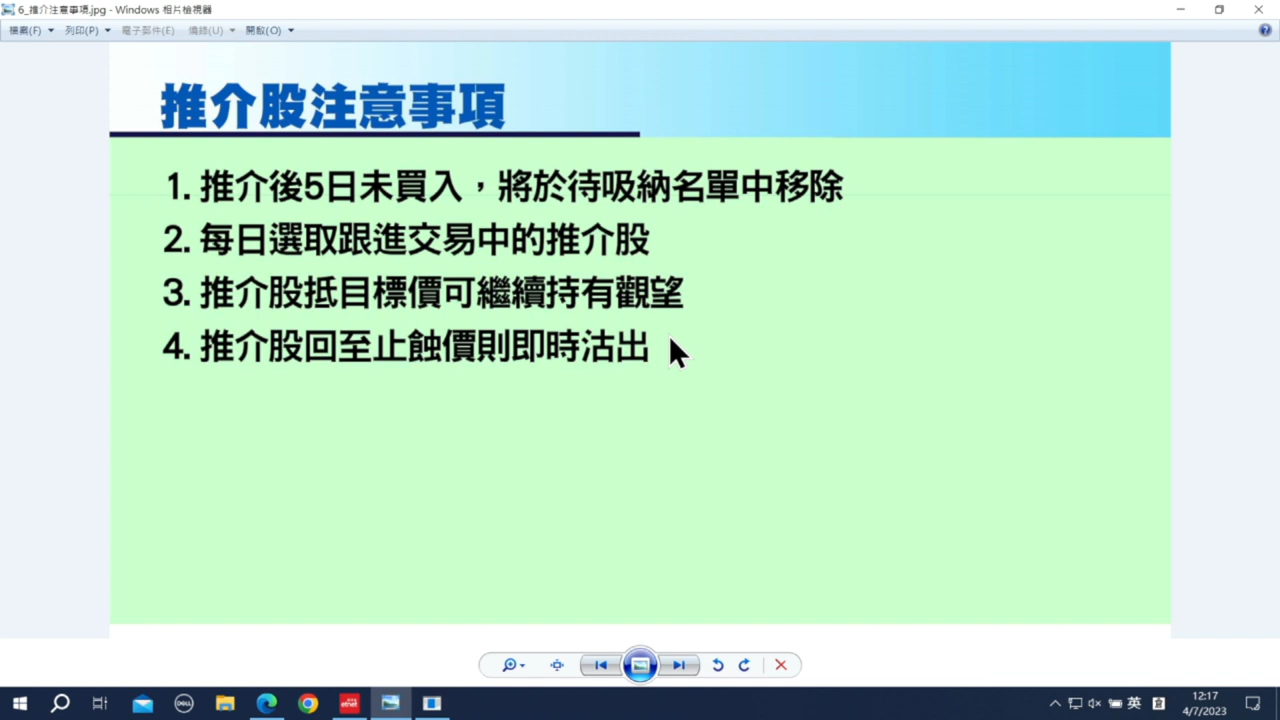 6_推介注意事項.jpg - Windows 相片檢視器
檔案(F) 列印(P) 電子郵件(E) 燒錄(U) 開啟(O)
推介股注意事項
1. 推介後5日未買入，將於待吸納名單中移除
2. 每日選取跟進交易中的推介股
3. 推介股抵目標價可繼續持有觀望
4. 推介股回至止蝕價則即時沽出
DELL
etnet
英
12:17
4/7/2023